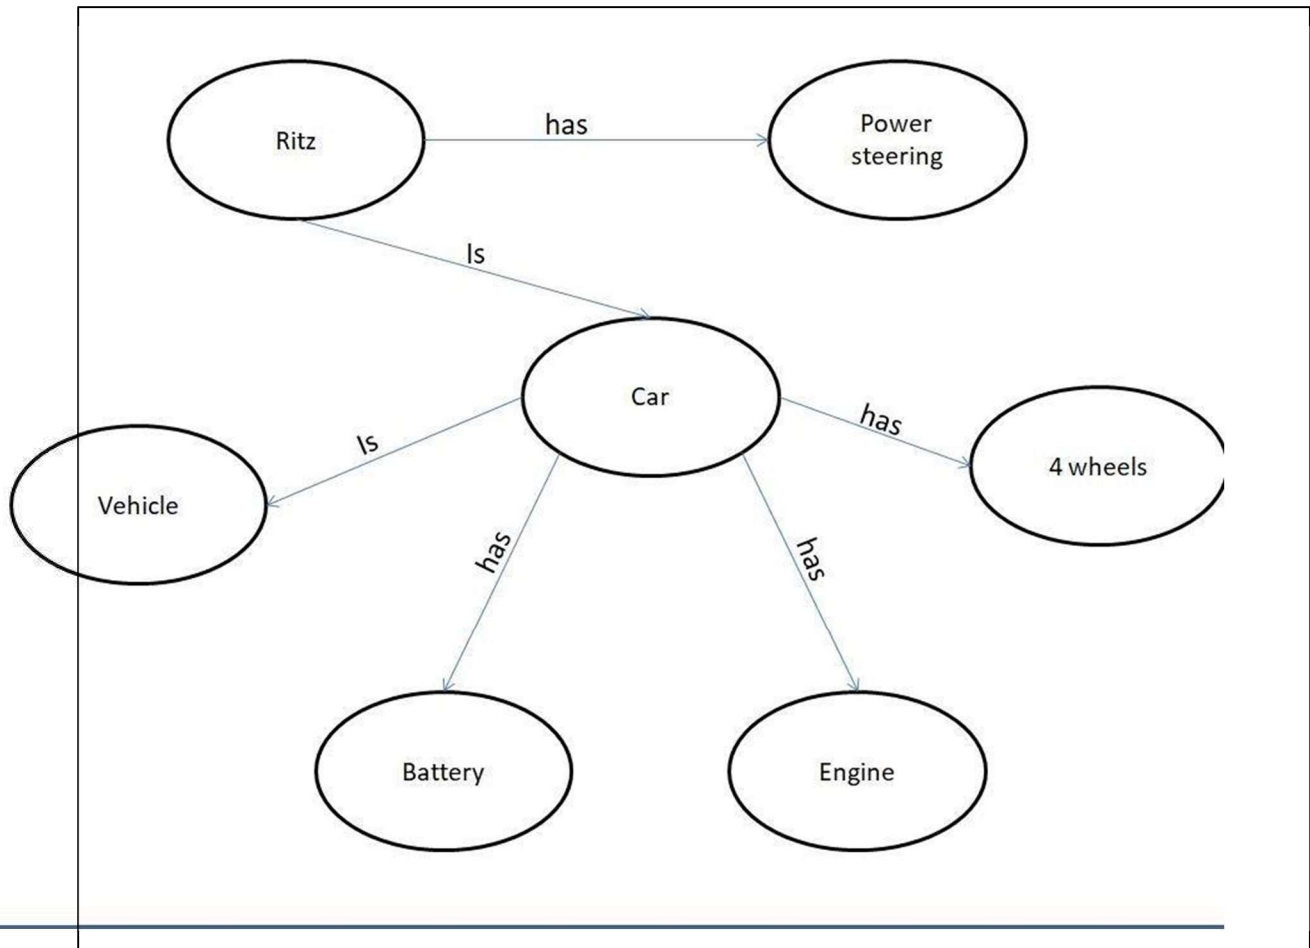 Ritz
has
Power
steering
Is
Car
has
Is
4 wheels
Vehicle
has
has
Battery
Engine